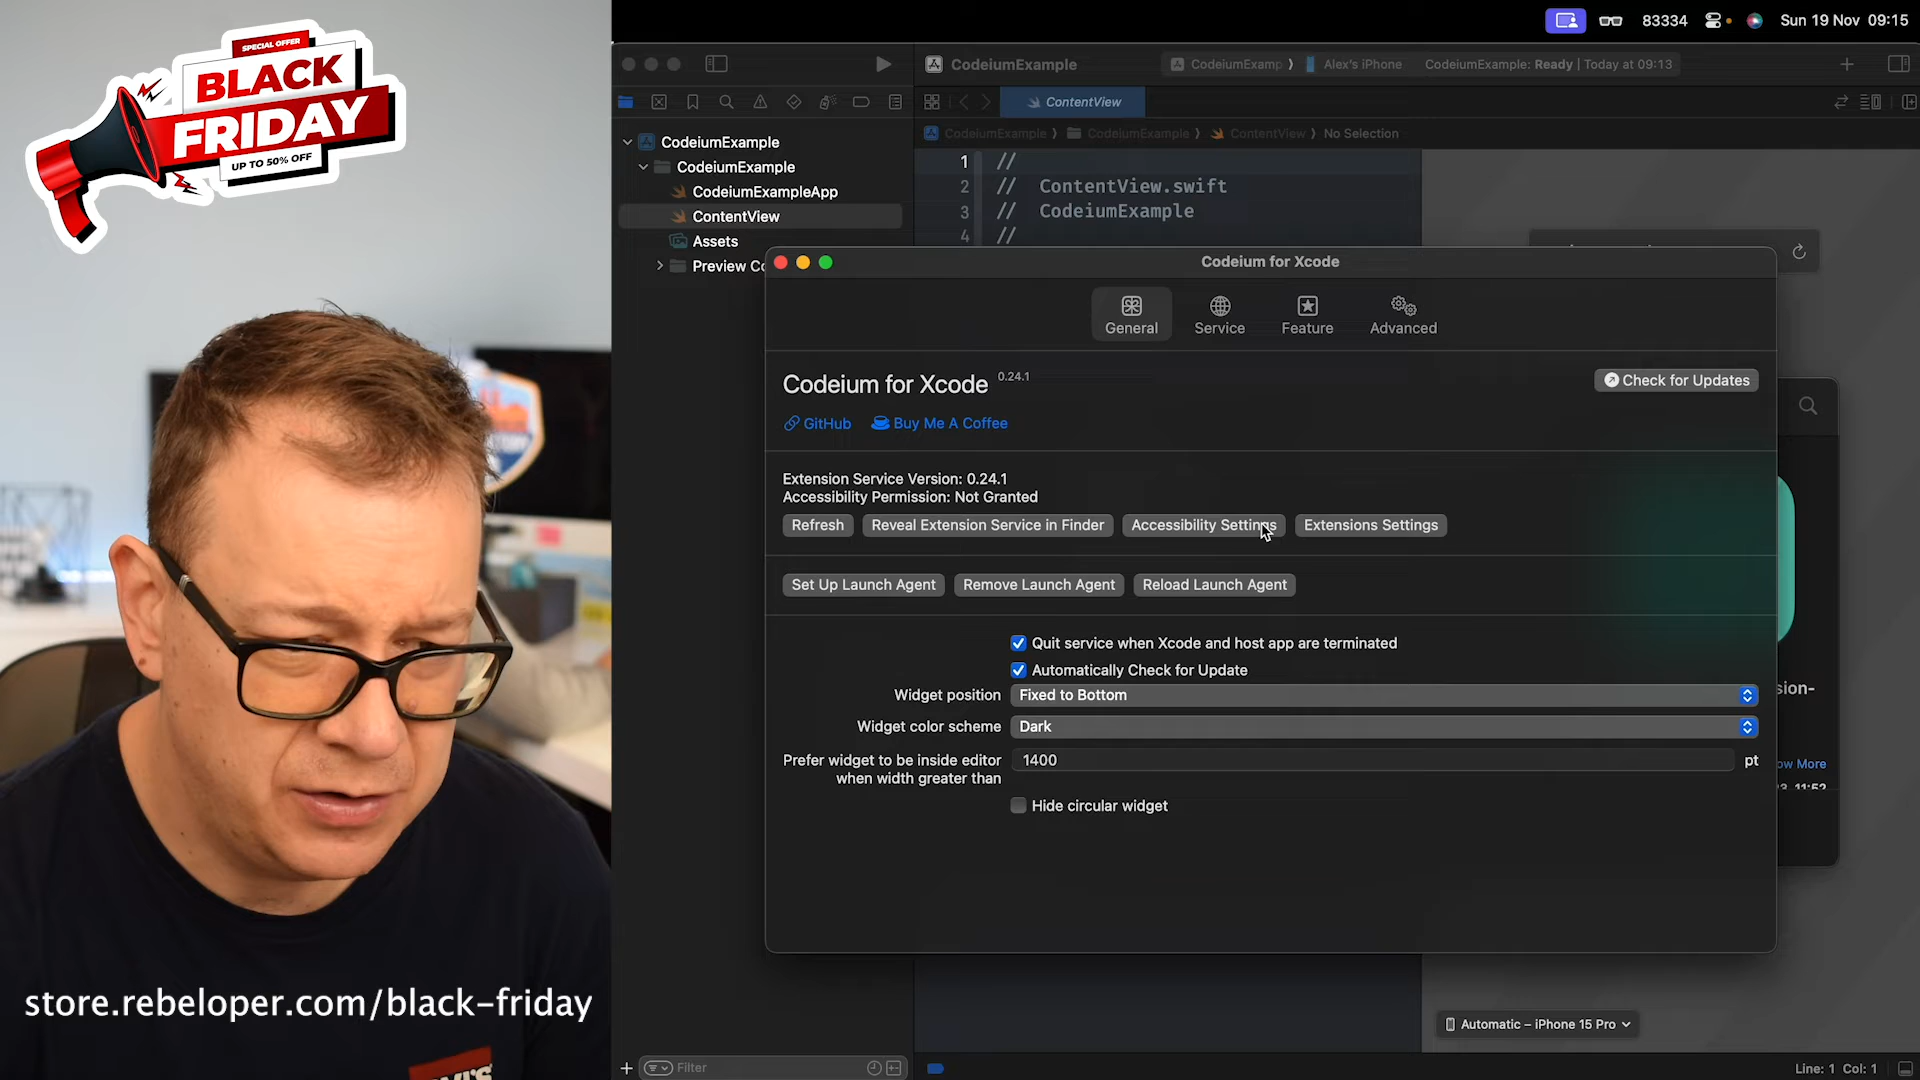 SPECIAL OFFER
BLACK
FRIDAY
UP TO 50% OFF
store.rebeloper.com/black-friday
83334
Sun 19 Nov 09:15
CodeiumExample
CodeiumExamp
Alex's iPhone
CodeiumExample: Ready | Today at 09:13
ContentView
CodeiumExample
CodeiumExample
ContentView
No Selection
CodeiumExample
CodeiumExample
CodeiumExampleApp
ContentView
Assets
Preview Co
1 //
2 // ContentView.swift
3 // CodeiumExample
4 //
Codeium for Xcode
General
Service
Feature
Advanced
Codeium for Xcode 0.24.1
Check for Updates
GitHub
Buy Me A Coffee
Extension Service Version: 0.24.1
Accessibility Permission: Not Granted
Refresh
Reveal Extension Service in Finder
Accessibility Settings
Extensions Settings
Set Up Launch Agent
Remove Launch Agent
Reload Launch Agent
Quit service when Xcode and host app are terminated
Automatically Check for Update
Widget position
Fixed to Bottom
Widget color scheme
Dark
Prefer widget to be inside editor
when width greater than
1400
pt
Hide circular widget
sion-
ow More
11:52
Automatic – iPhone 15 Pro
Filter
Line: 1 Col: 1